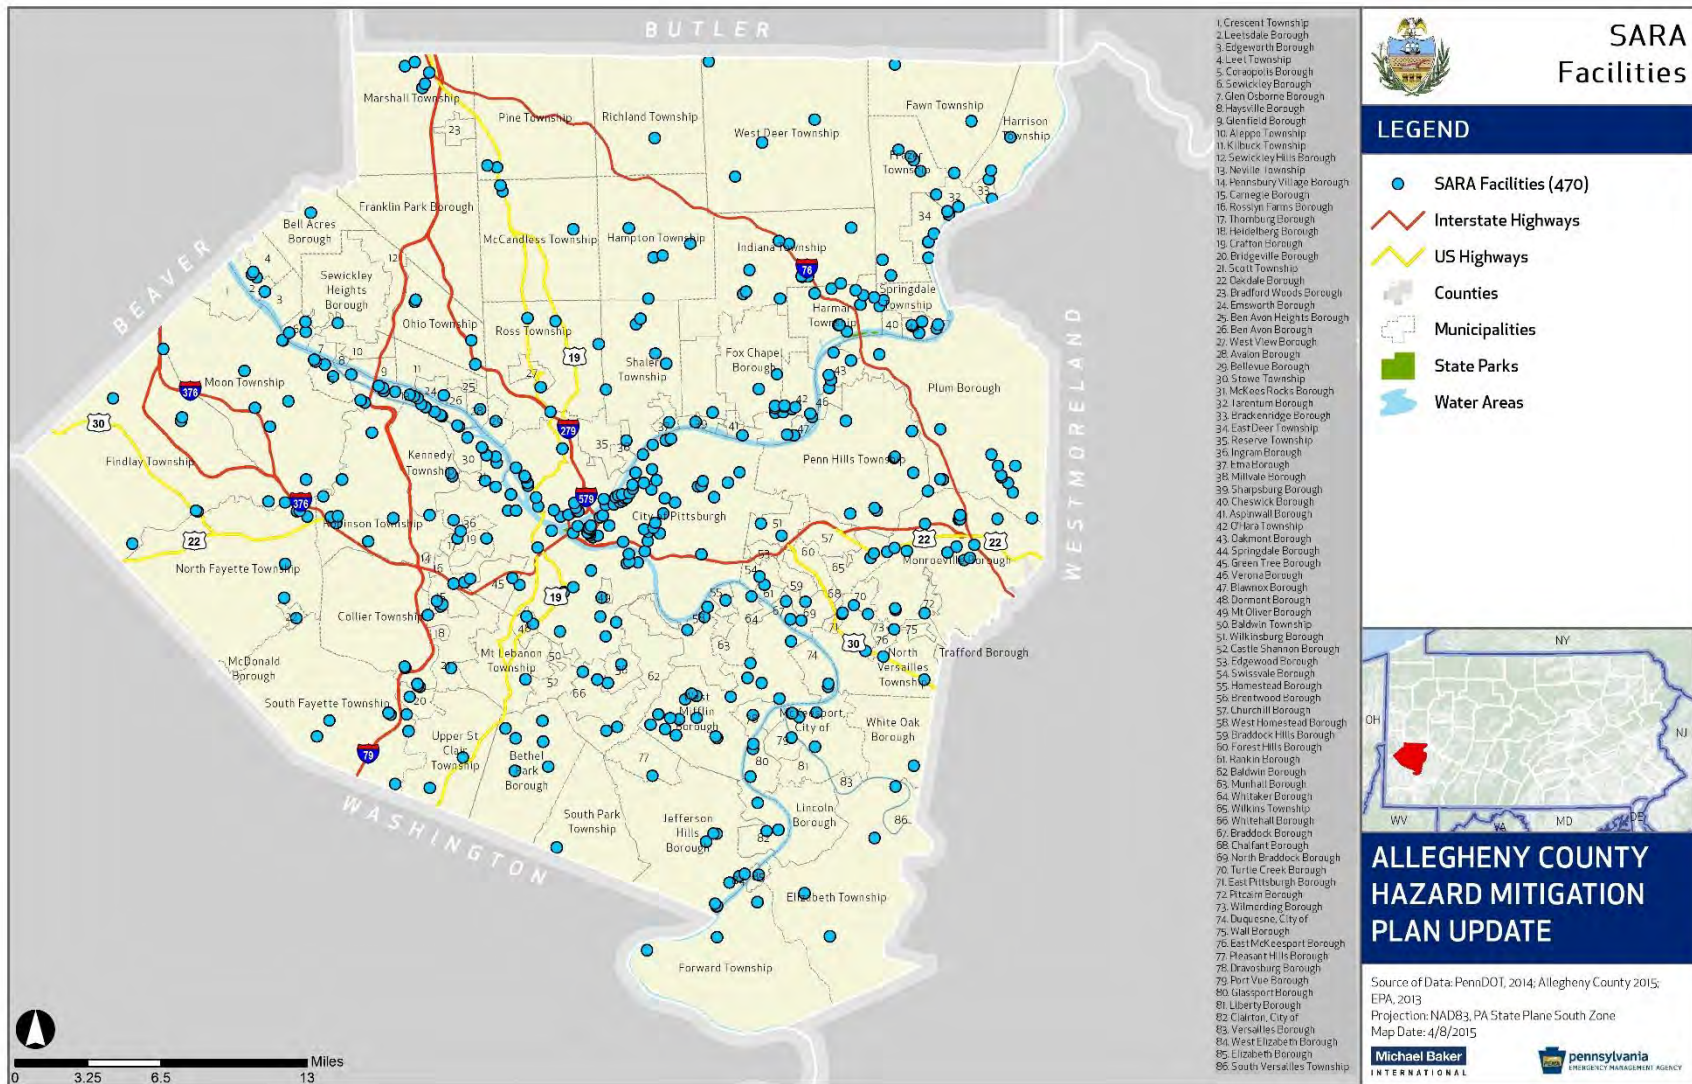 BUTLER
BEAVER
WESTMORELAND
WASHINGTON
Marshall Township
23
Pine Township
Richland Township
West Deer Township
Fawn Township
Harrison
Township
Frazer
Township
Franklin Park Borough
Bell Acres
Borough
McCandless Township
Hampton Township
Indiana Township
76
Sewickley
Heights
Borough
Ohio Township
Ross Township
19
Shaler
Township
Fox Chapel
Borough
Harmar
Township
Springdale
Township
Plum Borough
Moon Township
376
30
Findlay Township
Kennedy
Township
279
579
City of Pittsburgh
Penn Hills Township
376
Robinson Township
22
North Fayette Township
22
22
Monroeville Borough
Collier Township
19
Mt Lebanon
Township
30
North
Versailles
Township
Trafford Borough
McDonald
Borough
South Fayette Township
79
Upper St
Clair
Township
Bethel
Park
Borough
West
Mifflin
Borough
McKeesport,
City of
White Oak
Borough
South Park
Township
Jefferson
Hills
Borough
Lincoln
Borough
Elizabeth Township
Forward Township
Miles
0 3.25 6.5 13
1. Crescent Township
2. Leetsdale Borough
3. Edgeworth Borough
4. Leet Township
5. Coraopolis Borough
6. Sewickley Borough
7. Glen Osborne Borough
8. Haysville Borough
9. Glenfield Borough
10. Aleppo Township
11. Kilbuck Township
12. Sewickley Hills Borough
13. Neville Township
14. Pennsbury Village Borough
15. Carnegie Borough
16. Rosslyn Farms Borough
17. Thornburg Borough
18. Heidelberg Borough
19. Crafton Borough
20. Bridgeville Borough
21. Scott Township
22. Oakdale Borough
23. Bradford Woods Borough
24. Emsworth Borough
25. Ben Avon Heights Borough
26. Ben Avon Borough
27. West View Borough
28. Avalon Borough
29. Bellevue Borough
30. Stowe Township
31. McKees Rocks Borough
32. Tarentum Borough
33. Brackenridge Borough
34. East Deer Township
35. Reserve Township
36. Ingram Borough
37. Etna Borough
38. Millvale Borough
39. Sharpsburg Borough
40. Cheswick Borough
41. Aspinwall Borough
42. O'Hara Township
43. Oakmont Borough
44. Springdale Borough
45. Green Tree Borough
46. Verona Borough
47. Blawnox Borough
48. Dormont Borough
49. Mt Oliver Borough
50. Baldwin Township
51. Wilkinsburg Borough
52. Castle Shannon Borough
53. Edgewood Borough
54. Swissvale Borough
55. Homestead Borough
56. Brentwood Borough
57. Churchill Borough
58. West Homestead Borough
59. Braddock Hills Borough
60. Forest Hills Borough
61. Rankin Borough
62. Baldwin Borough
63. Munhall Borough
64. Whitaker Borough
65. Wilkins Township
66. Whitehall Borough
67. Braddock Borough
68. Chalfant Borough
69. North Braddock Borough
70. Turtle Creek Borough
71. East Pittsburgh Borough
72. Pitcairn Borough
73. Wilmerding Borough
74. Duquesne, City of
75. Wall Borough
76. East McKeesport Borough
77. Pleasant Hills Borough
78. Dravosburg Borough
79. Port Vue Borough
80. Glassport Borough
81. Liberty Borough
82. Clairton, City of
83. Versailles Borough
84. West Elizabeth Borough
85. Elizabeth Borough
86. South Versailles Township
SARA
Facilities
LEGEND
SARA Facilities (470)
Interstate Highways
US Highways
Counties
Municipalities
State Parks
Water Areas
NY
OH
NJ
WV
VA
MD
DE
ALLEGHENY COUNTY
HAZARD MITIGATION
PLAN UPDATE
Source of Data: PennDOT, 2014; Allegheny County 2015;
EPA, 2013
Projection: NAD83, PA State Plane South Zone
Map Date: 4/8/2015
Michael Baker
INTERNATIONAL
pennsylvania
EMERGENCY MANAGEMENT AGENCY